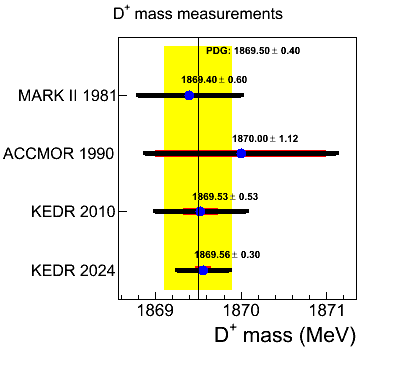 D⁺ mass measurements
PDG: 1869.50 ± 0.40
MARK II 1981
1869.40 ± 0.60
ACCMOR 1990
1870.00 ± 1.12
KEDR 2010
1869.53 ± 0.53
KEDR 2024
1869.56 ± 0.30
1869 1870 1871
D⁺ mass (MeV)